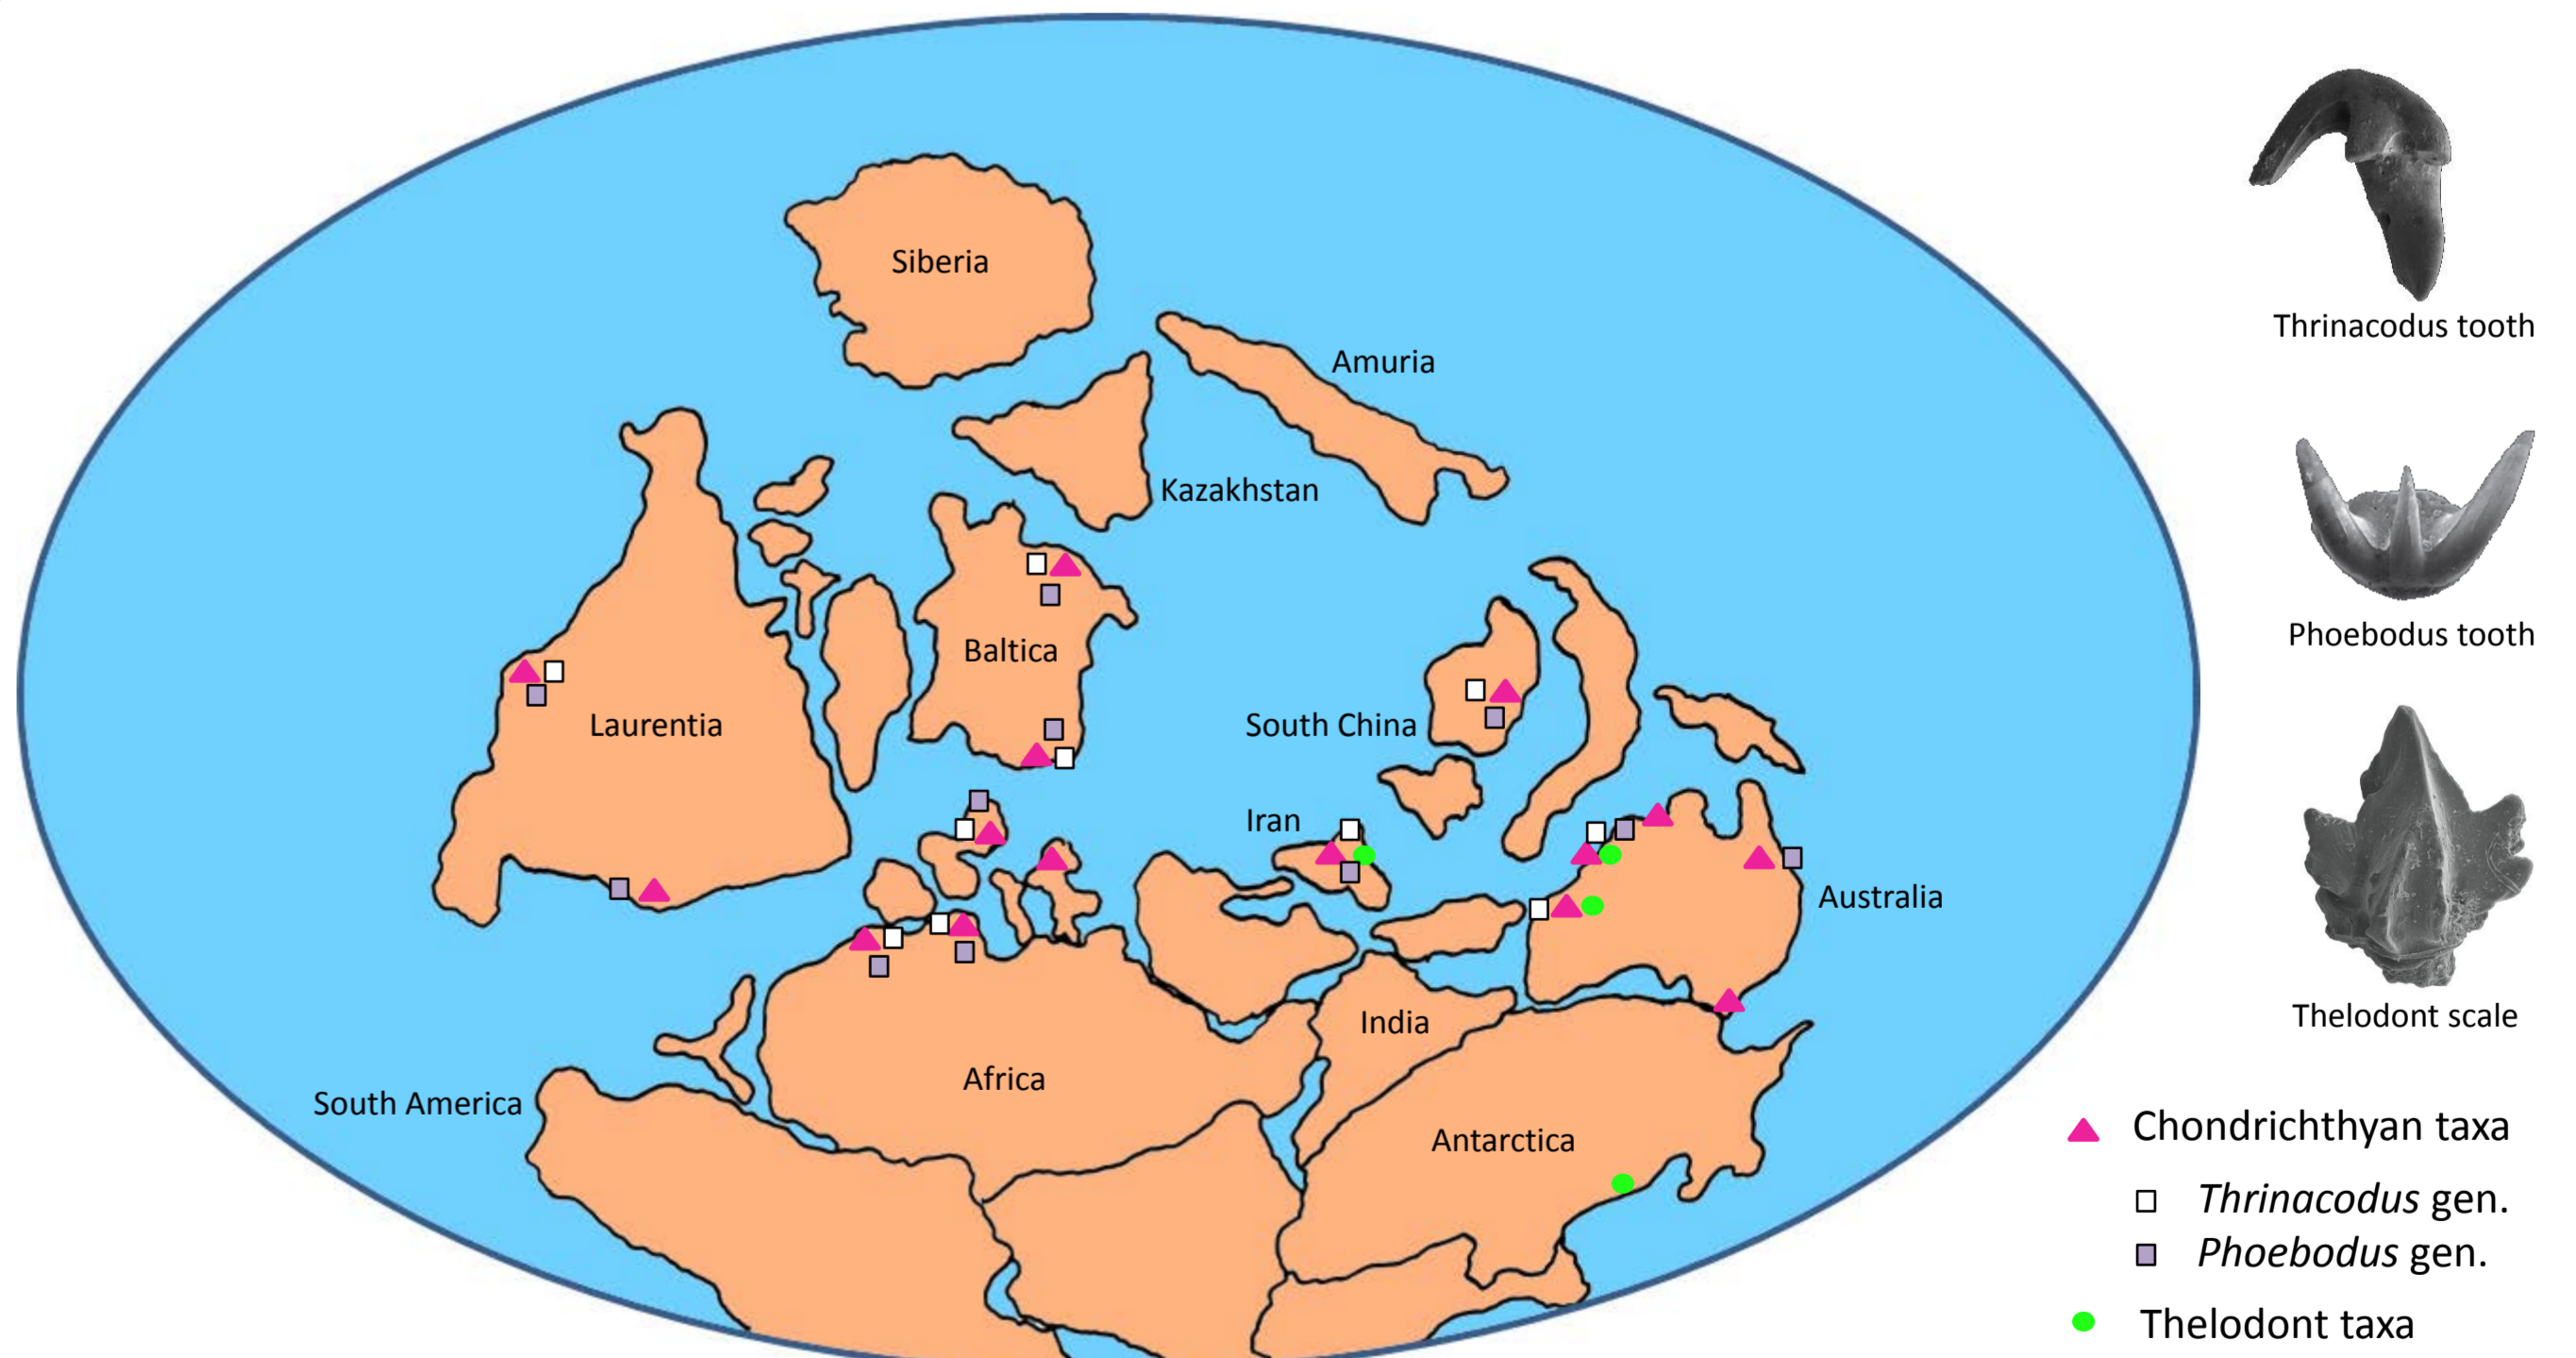 Siberia
Amuria
Kazakhstan
Baltica
Laurentia
South China
Iran
Australia
India
Africa
South America
Antarctica
Thrinacodus tooth
Phoebodus tooth
Thelodont scale
Chondrichthyan taxa
Thrinacodus gen.
Phoebodus gen.
Thelodont taxa